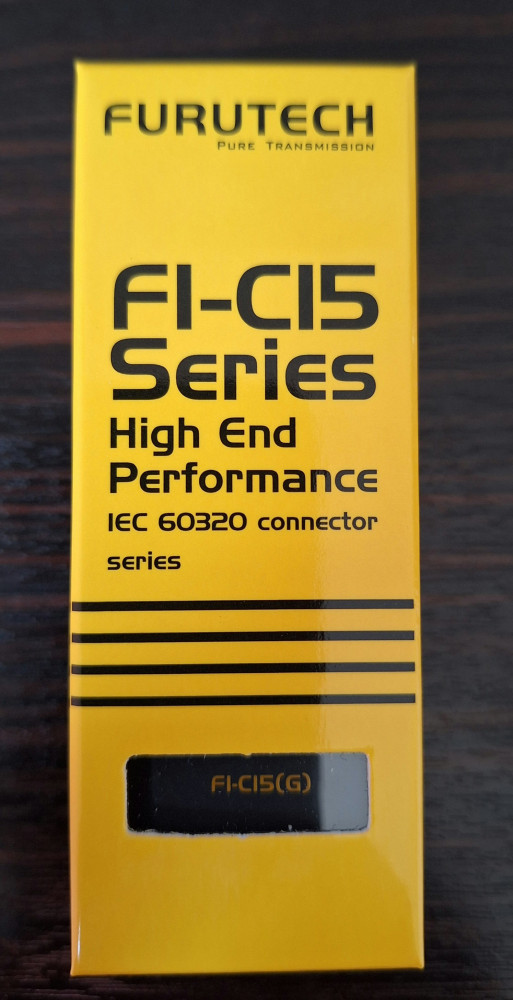 FURUTECH
PURE TRANSMISSION
FI-C15
Series
High End
Performance
IEC 60320 connector
series
FI-C15(G)